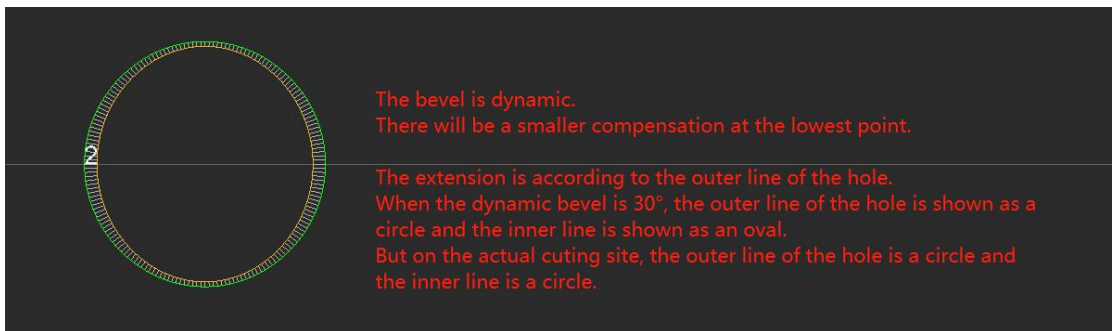 The bevel is dynamic.
There will be a smaller compensation at the lowest point.
2
The extension is according to the outer line of the hole.
When the dynamic bevel is 30°, the outer line of the hole is shown as a
circle and the inner line is shown as an oval.
But on the actual cuting site, the outer line of the hole is a circle and
the inner line is a circle.